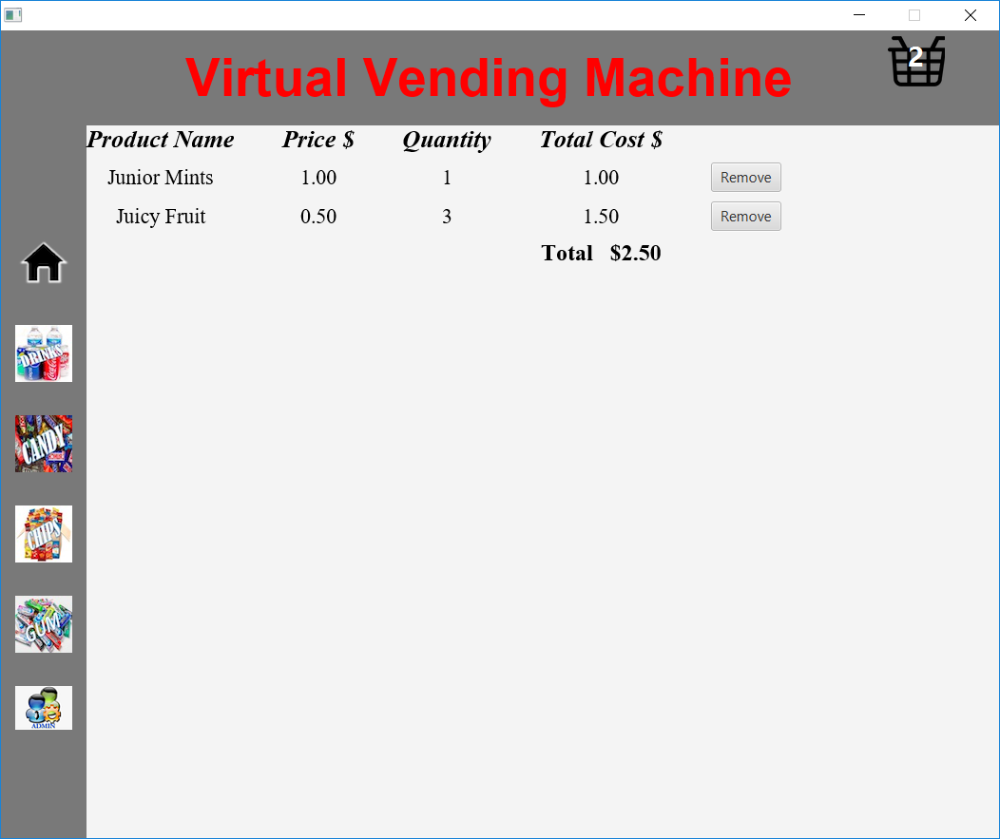 2
Virtual Vending Machine
Product Name Price $ Quantity Total Cost $
Junior Mints 1.00 1 1.00 Remove
Juicy Fruit 0.50 3 1.50 Remove
Total $2.50
DRINKS
CANDY
CHIPS
GUM
ADMIN